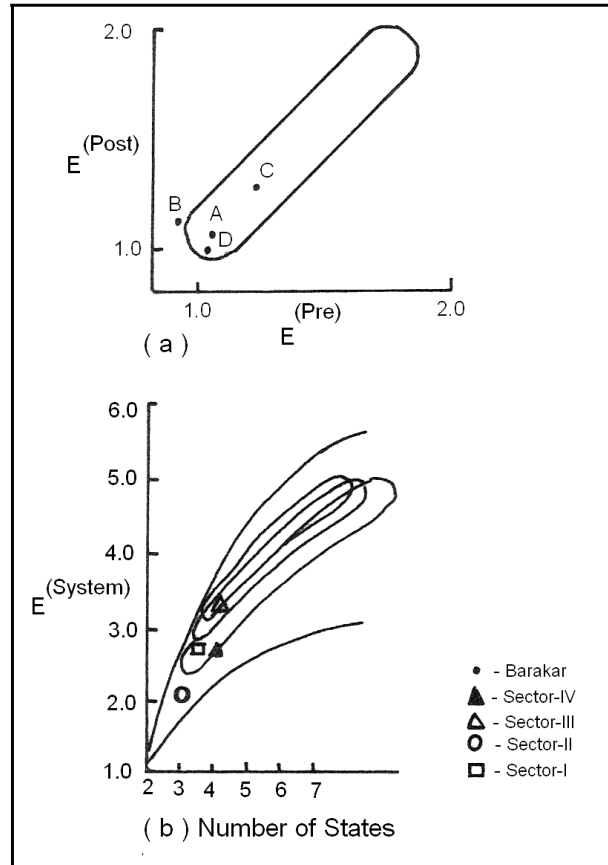 2.0
(Post)
E
C
B
A
D
1.0
1.0
(Pre)
2.0
( a )
E
6.0
5.0
4.0
(System)
E
3.0
2.0
1.0
2 3 4 5 6 7
( b ) Number of States
- Barakar
- Sector-IV
- Sector-III
- Sector-II
- Sector-I